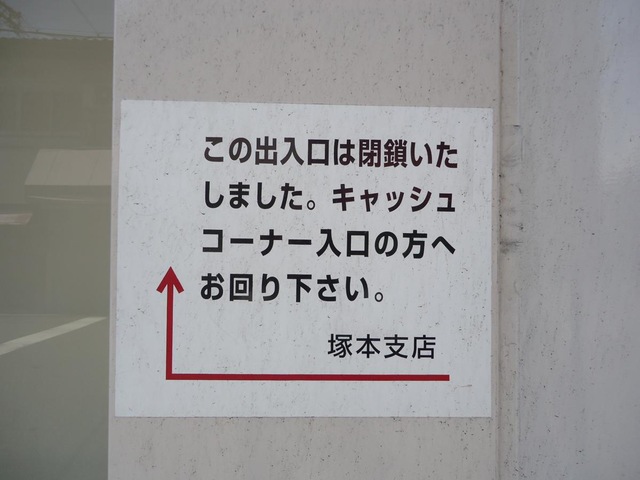 この出入口は閉鎖いた
しました。キャッシュ
コーナー入口の方へ
お回り下さい。
塚本支店